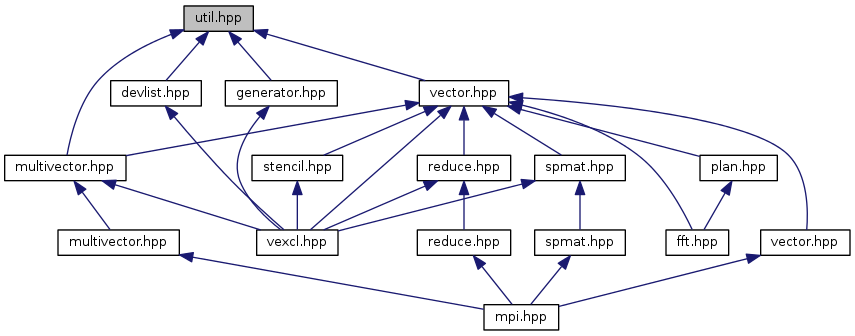 util.hpp
devlist.hpp
generator.hpp
vector.hpp
multivector.hpp
stencil.hpp
reduce.hpp
spmat.hpp
plan.hpp
multivector.hpp
vexcl.hpp
reduce.hpp
spmat.hpp
fft.hpp
vector.hpp
mpi.hpp